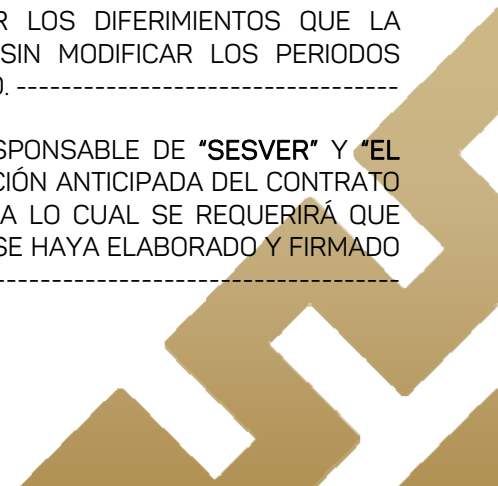 R LOS DIFERIMIENTOS QUE LA
SIN MODIFICAR LOS PERIODOS
O. ----------------------------------
SPONSABLE DE “SESVER” Y “EL
CIÓN ANTICIPADA DEL CONTRATO
A LO CUAL SE REQUERIRÁ QUE
SE HAYA ELABORADO Y FIRMADO
------------------------------------